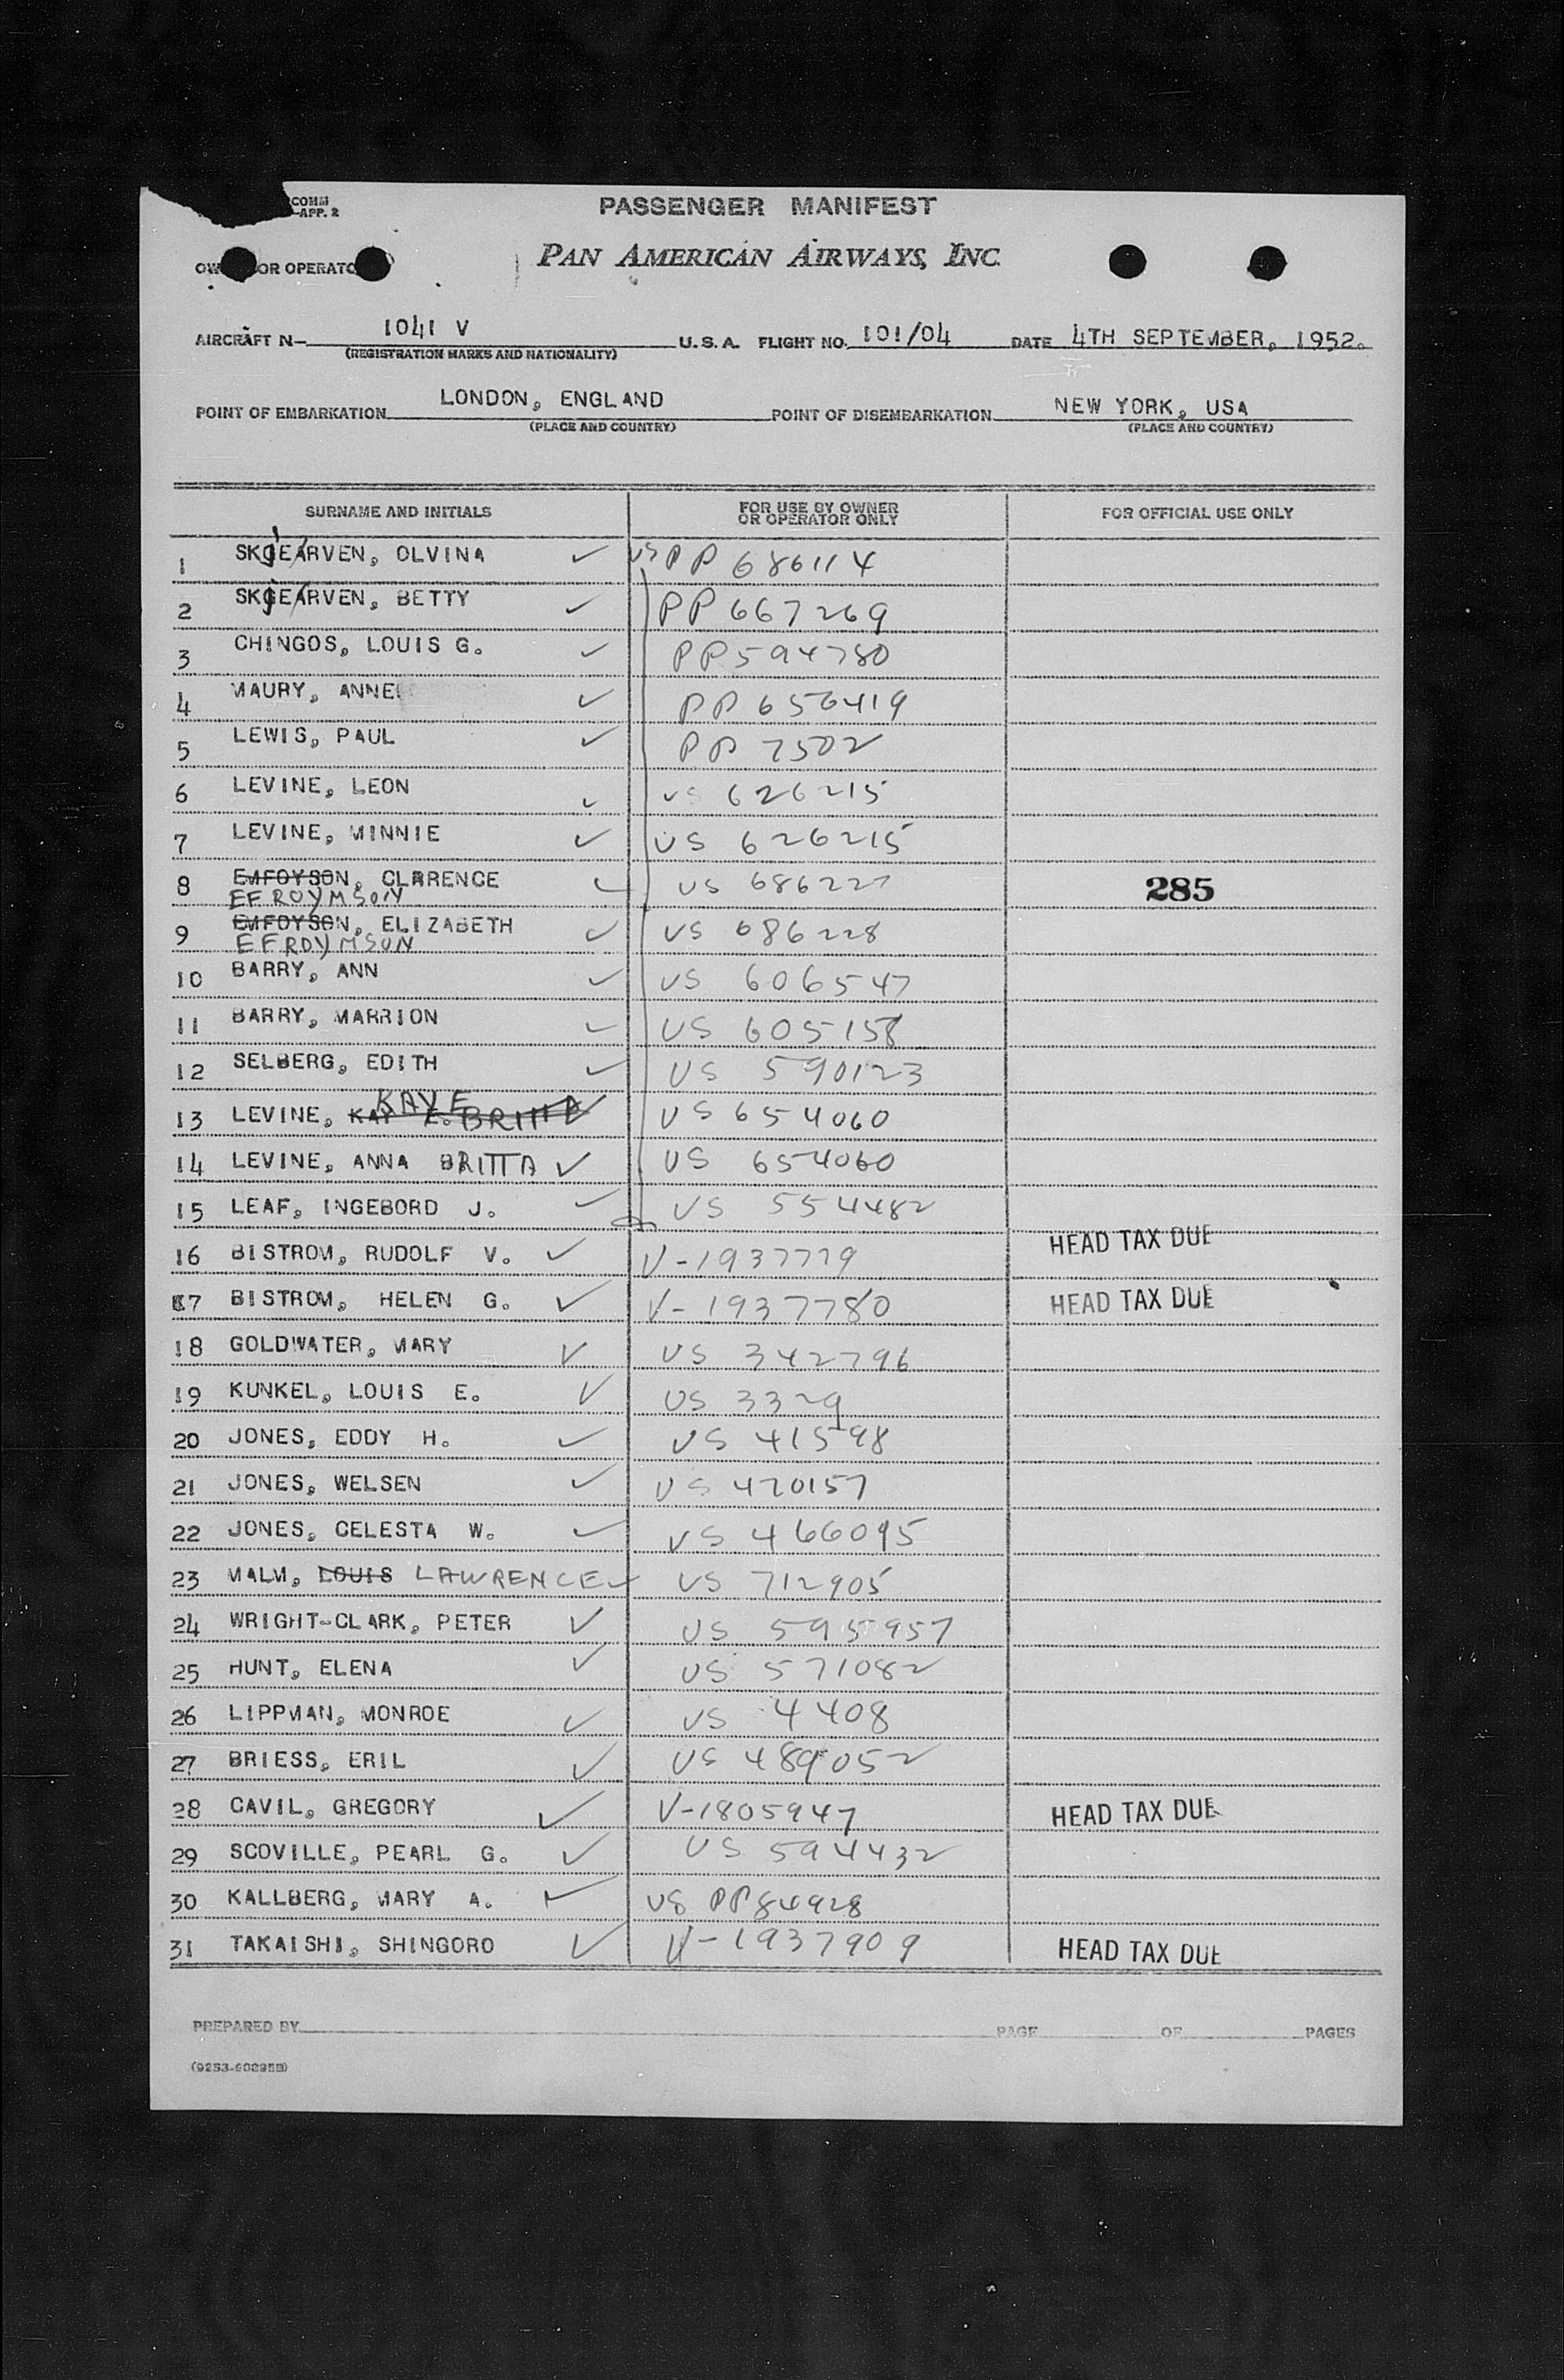 COMM
-APP. 2
PASSENGER MANIFEST
OR OPERATO PAN AMERICAN AIRWAYS, INC.
AIRCRAFT N- 1041 V U.S.A. FLIGHT NO. 101/04 DATE 4TH SEPTEMBER, 1952.
(REGISTRATION MARKS AND NATIONALITY)
POINT OF EMBARKATION LONDON, ENGLAND POINT OF DISEMBARKATION NEW YORK, USA
(PLACE AND COUNTRY) (PLACE AND COUNTRY)
SURNAME AND INITIALS FOR USE BY OWNER OR OPERATOR ONLY FOR OFFICIAL USE ONLY
1 OLVINA ✓ US PP 686114
2 BETTY ✓ PP 667269
3 CHINGOS, LOUIS G. ✓ PP 594780
4 MAURY, ANNE ✓ PP 656419
5 LEWIS, PAUL ✓ PP 7502
6 LEVINE, LEON ✓ US 626215
7 LEVINE, MINNIE ✓ US 626215
8 EMFOYSON, CLARENCE ✓ US 686227 285
EFROYMSON
9 EMFOYSON, ELIZABETH ✓ US 686228
EFROYMSON
10 BARRY, ANN ✓ US 606547
11 BARRY, MARRION ✓ US 605158
12 SELBERG, EDITH ✓ US 590123
KAYE
13 LEVINE, KAY E. BRITTA ✓ US 654060
14 LEVINE, ANNA BRITTA ✓ US 654060
15 LEAF, INGEBORD J. ✓ US 554482
16 BISTROM, RUDOLF V. ✓ V-1937779 HEAD TAX DUE
17 BISTROM, HELEN G. ✓ V-1937780 HEAD TAX DUE
18 GOLDWATER, MARY ✓ US 342796
19 KUNKEL, LOUIS E. ✓ US 3329
20 JONES, EDDY H. ✓ US 41598
21 JONES, WELSEN ✓ US 470157
22 JONES, CELESTA W. ✓ US 466095
23 MALM, LOUIS LAWRENCE ✓ US 712905
24 WRIGHT-CLARK, PETER ✓ US 595957
25 HUNT, ELENA ✓ US 571082
26 LIPPMAN, MONROE ✓ US 4408
27 BRIESS, ERIL ✓ US 489052
28 CAVIL, GREGORY ✓ V-1805947 HEAD TAX DUE
29 SCOVILLE, PEARL G. ✓ US 594432
30 KALLBERG, MARY A. ✓ US PP84928
31 TAKAISHI, SHINGORO ✓ V-1937909 HEAD TAX DUE
PREPARED BY PAGE OF PAGES
(9253-60295B)